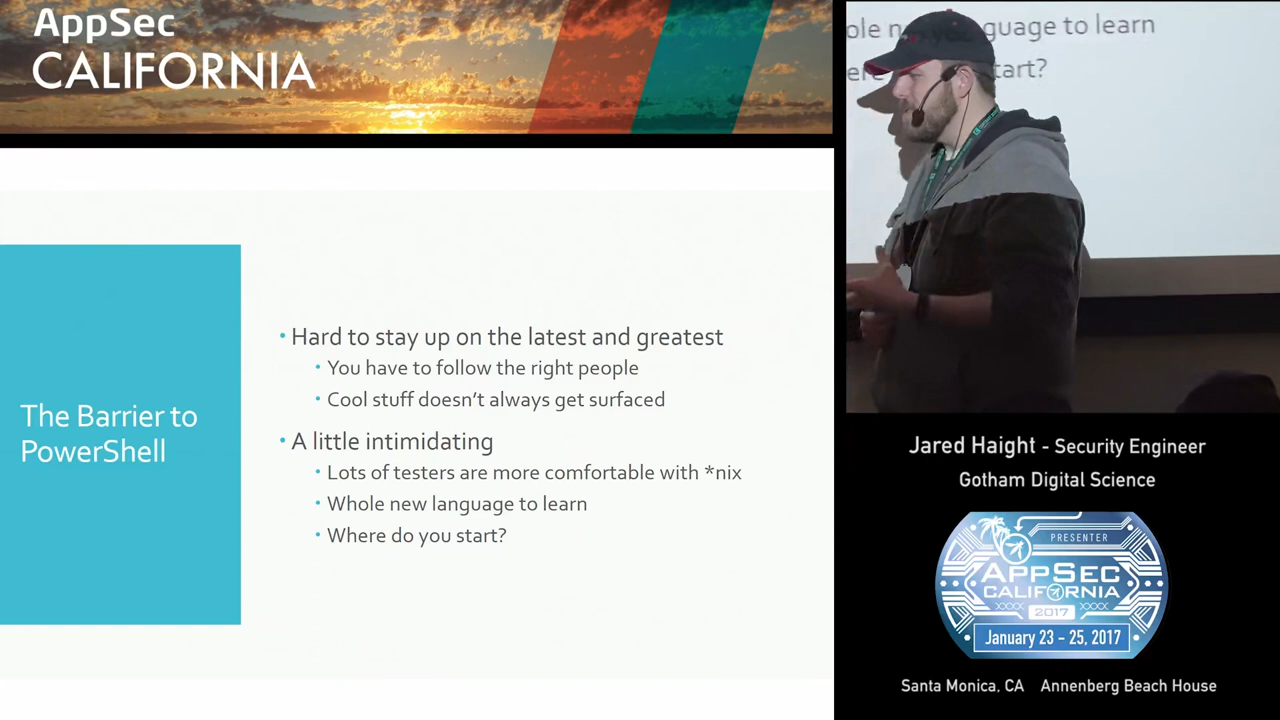 AppSec
CALIFORNIA
The Barrier to
PowerShell
• Hard to stay up on the latest and greatest
• You have to follow the right people
• Cool stuff doesn't always get surfaced
• A little intimidating
• Lots of testers are more comfortable with *nix
• Whole new language to learn
• Where do you start?
guage to learn
tart?
Jared Haight - Security Engineer
Gotham Digital Science
PRESENTER
APPSEC
CALIFORNIA
2017
January 23 - 25, 2017
Santa Monica, CA Annenberg Beach House